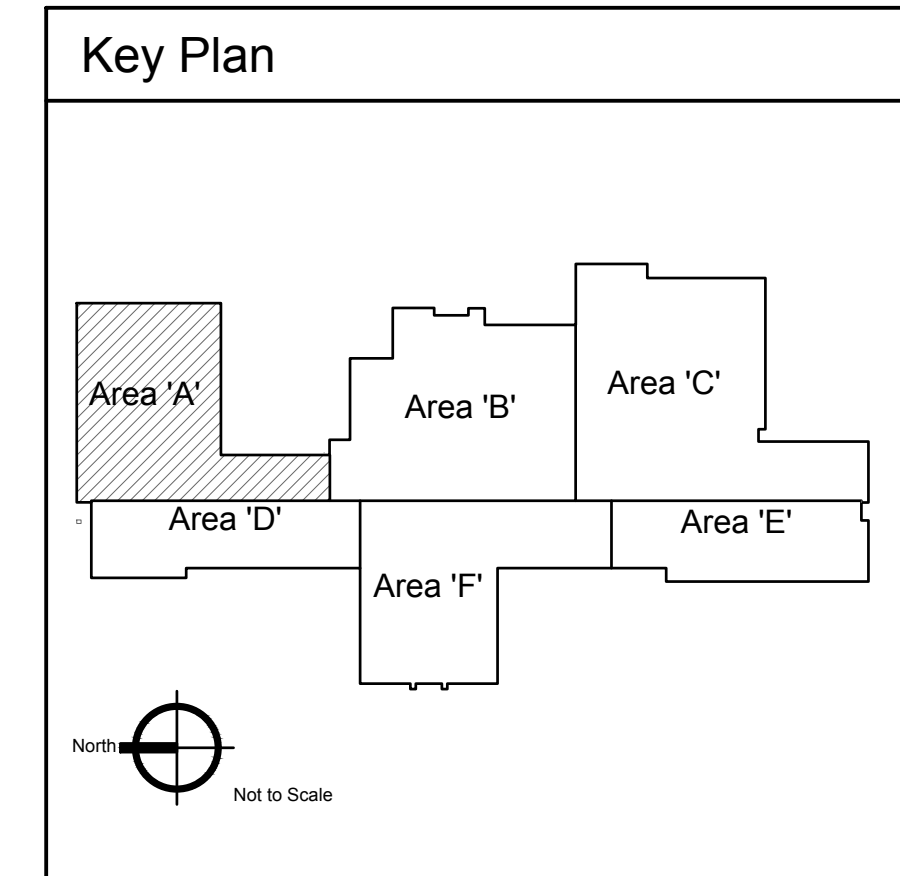 Key Plan
Area 'A'
Area 'B'
Area 'C'
Area 'D'
Area 'E'
Area 'F'
North
Not to Scale